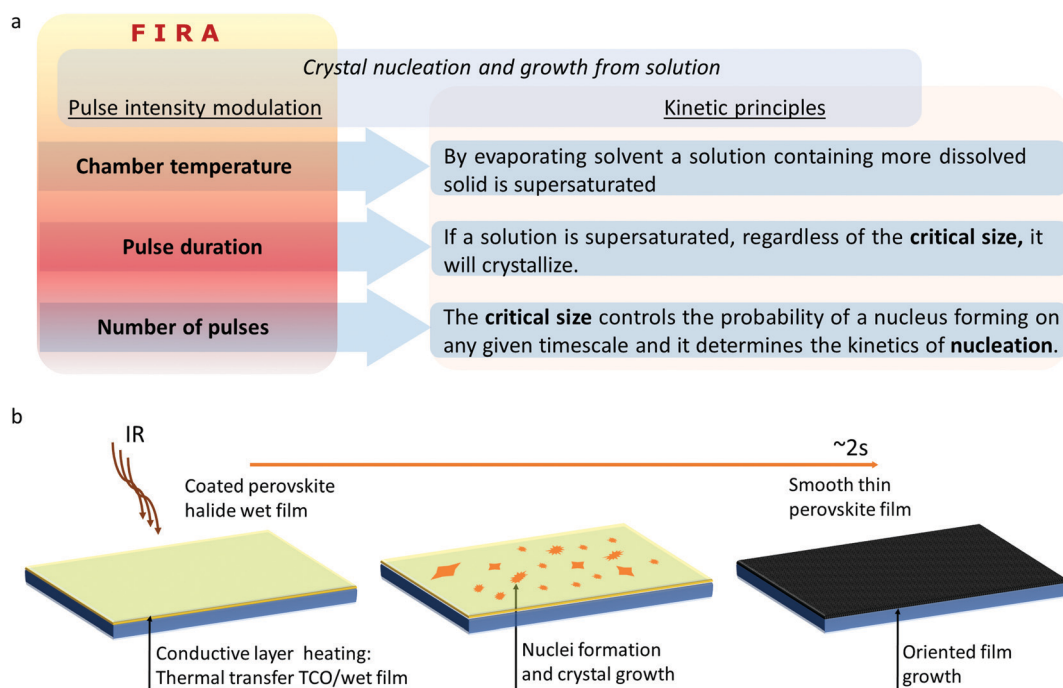 a
FIRA
Crystal nucleation and growth from solution
Pulse intensity modulation
Kinetic principles
Chamber temperature
By evaporating solvent a solution containing more dissolved
solid is supersaturated
Pulse duration
If a solution is supersaturated, regardless of the critical size, it
will crystallize.
Number of pulses
The critical size controls the probability of a nucleus forming on
any given timescale and it determines the kinetics of nucleation.
b
IR
~2s
Coated perovskite
halide wet film
Smooth thin
perovskite film
Conductive layer heating:
Thermal transfer TCO/wet film
Nuclei formation
and crystal growth
Oriented film
growth